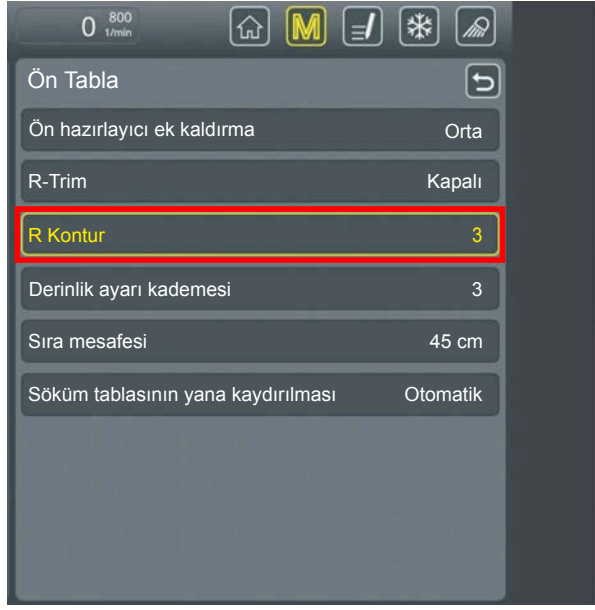 0 800 1/min M
Ön Tabla
Ön hazırlayıcı ek kaldırma Orta
R-Trim Kapalı
R Kontur 3
Derinlik ayarı kademesi 3
Sıra mesafesi 45 cm
Söküm tablasının yana kaydırılması Otomatik